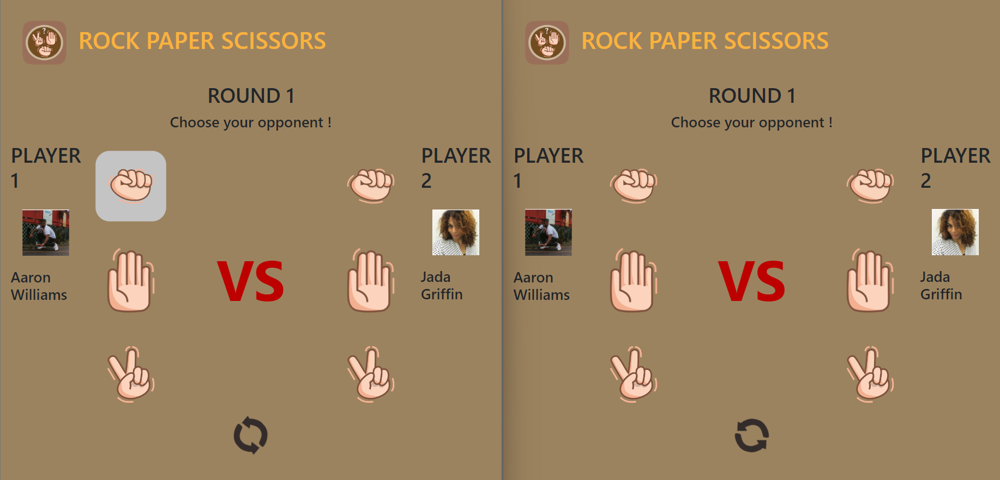 ROCK PAPER SCISSORS
ROUND 1
Choose your opponent !
PLAYER
1
PLAYER
2
Aaron
Williams
VS
Jada
Griffin
ROCK PAPER SCISSORS
ROUND 1
Choose your opponent !
PLAYER
1
PLAYER
2
Aaron
Williams
VS
Jada
Griffin